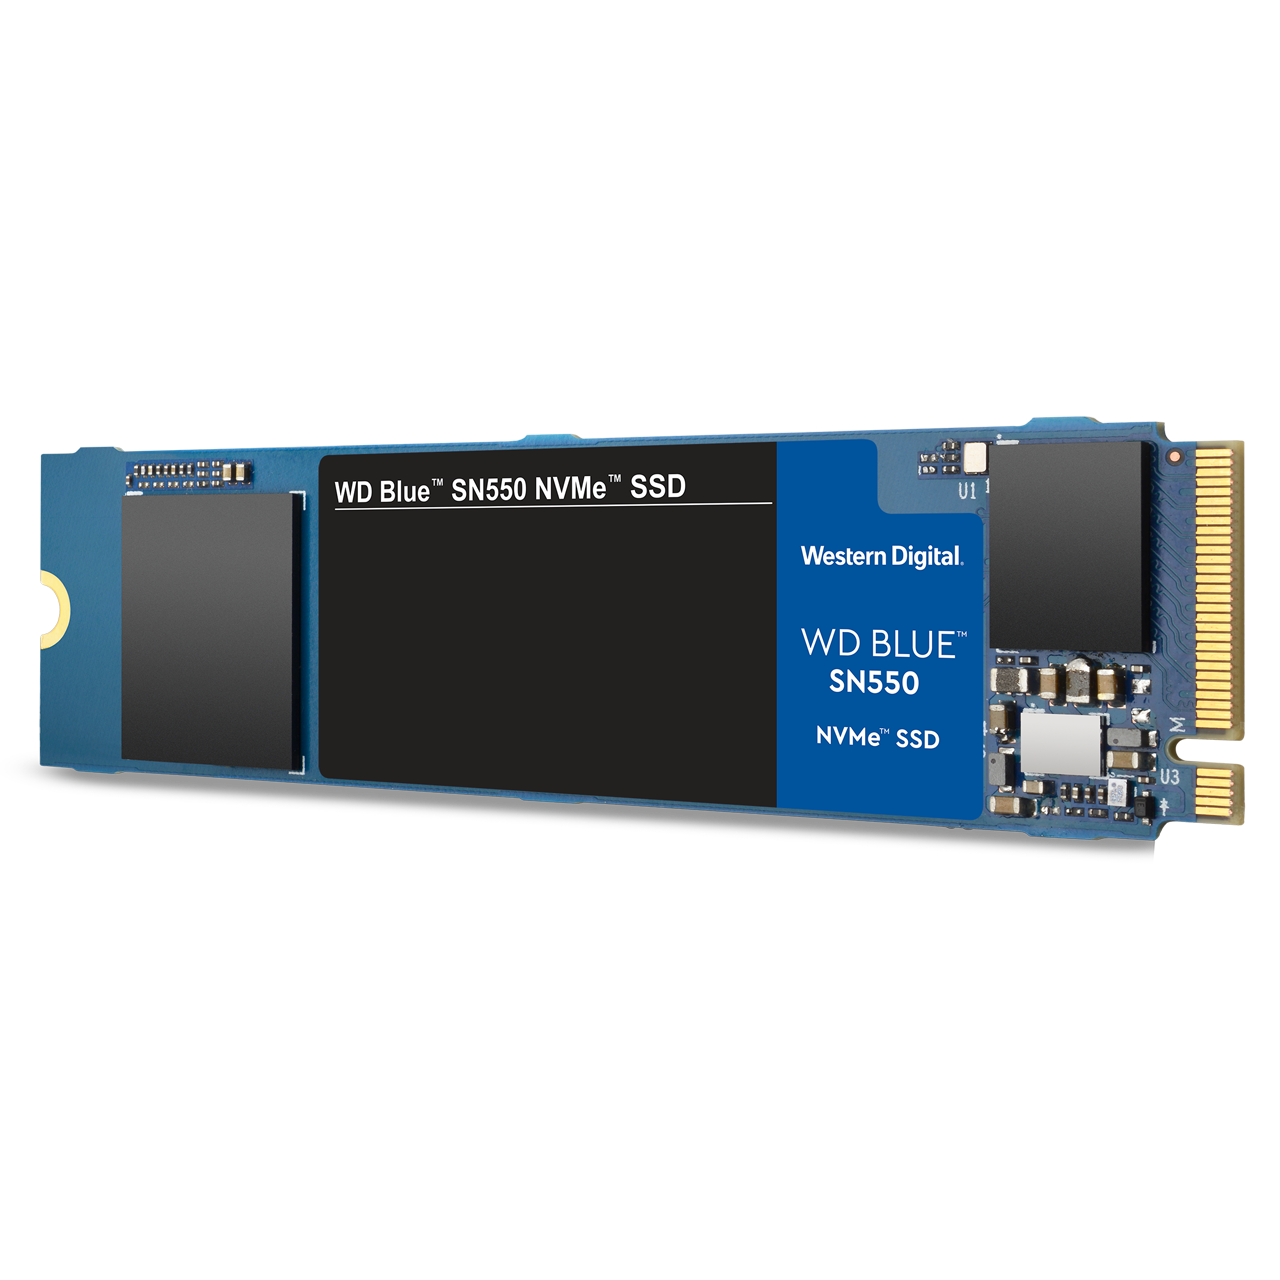 WD Blue™ SN550 NVMe™ SSD
Western Digital.
WD BLUE™
SN550
NVMe™ SSD
U1
M
U3